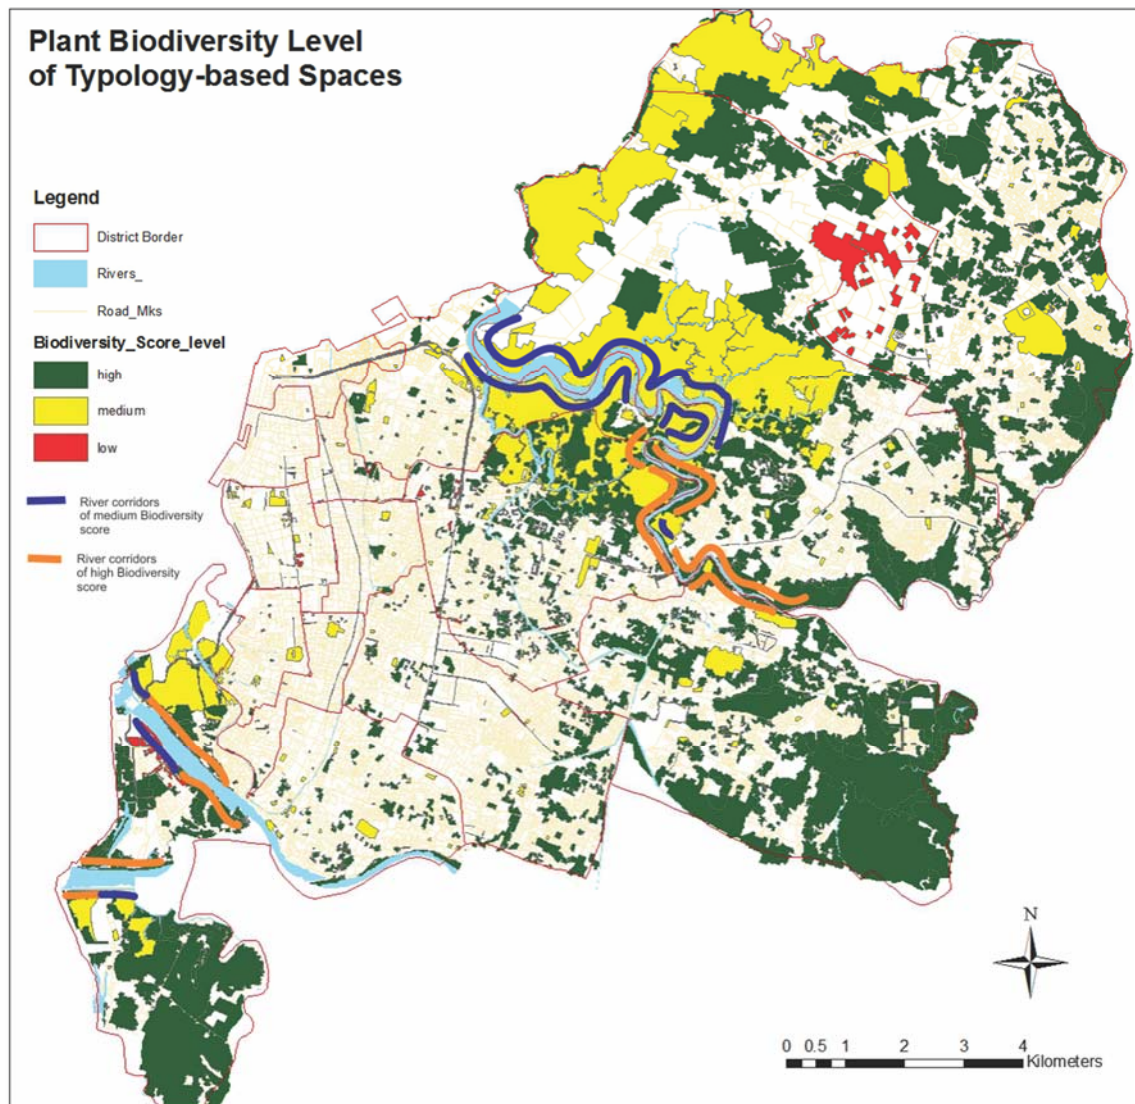 Plant Biodiversity Level
of Typology-based Spaces
Legend
District Border
Rivers_
Road_Mks
Biodiversity_Score_level
high
medium
low
River corridors
of medium Biodiversity
score
River corridors
of high Biodiversity
score
N
0 0.5 1 2 3 4
Kilometers